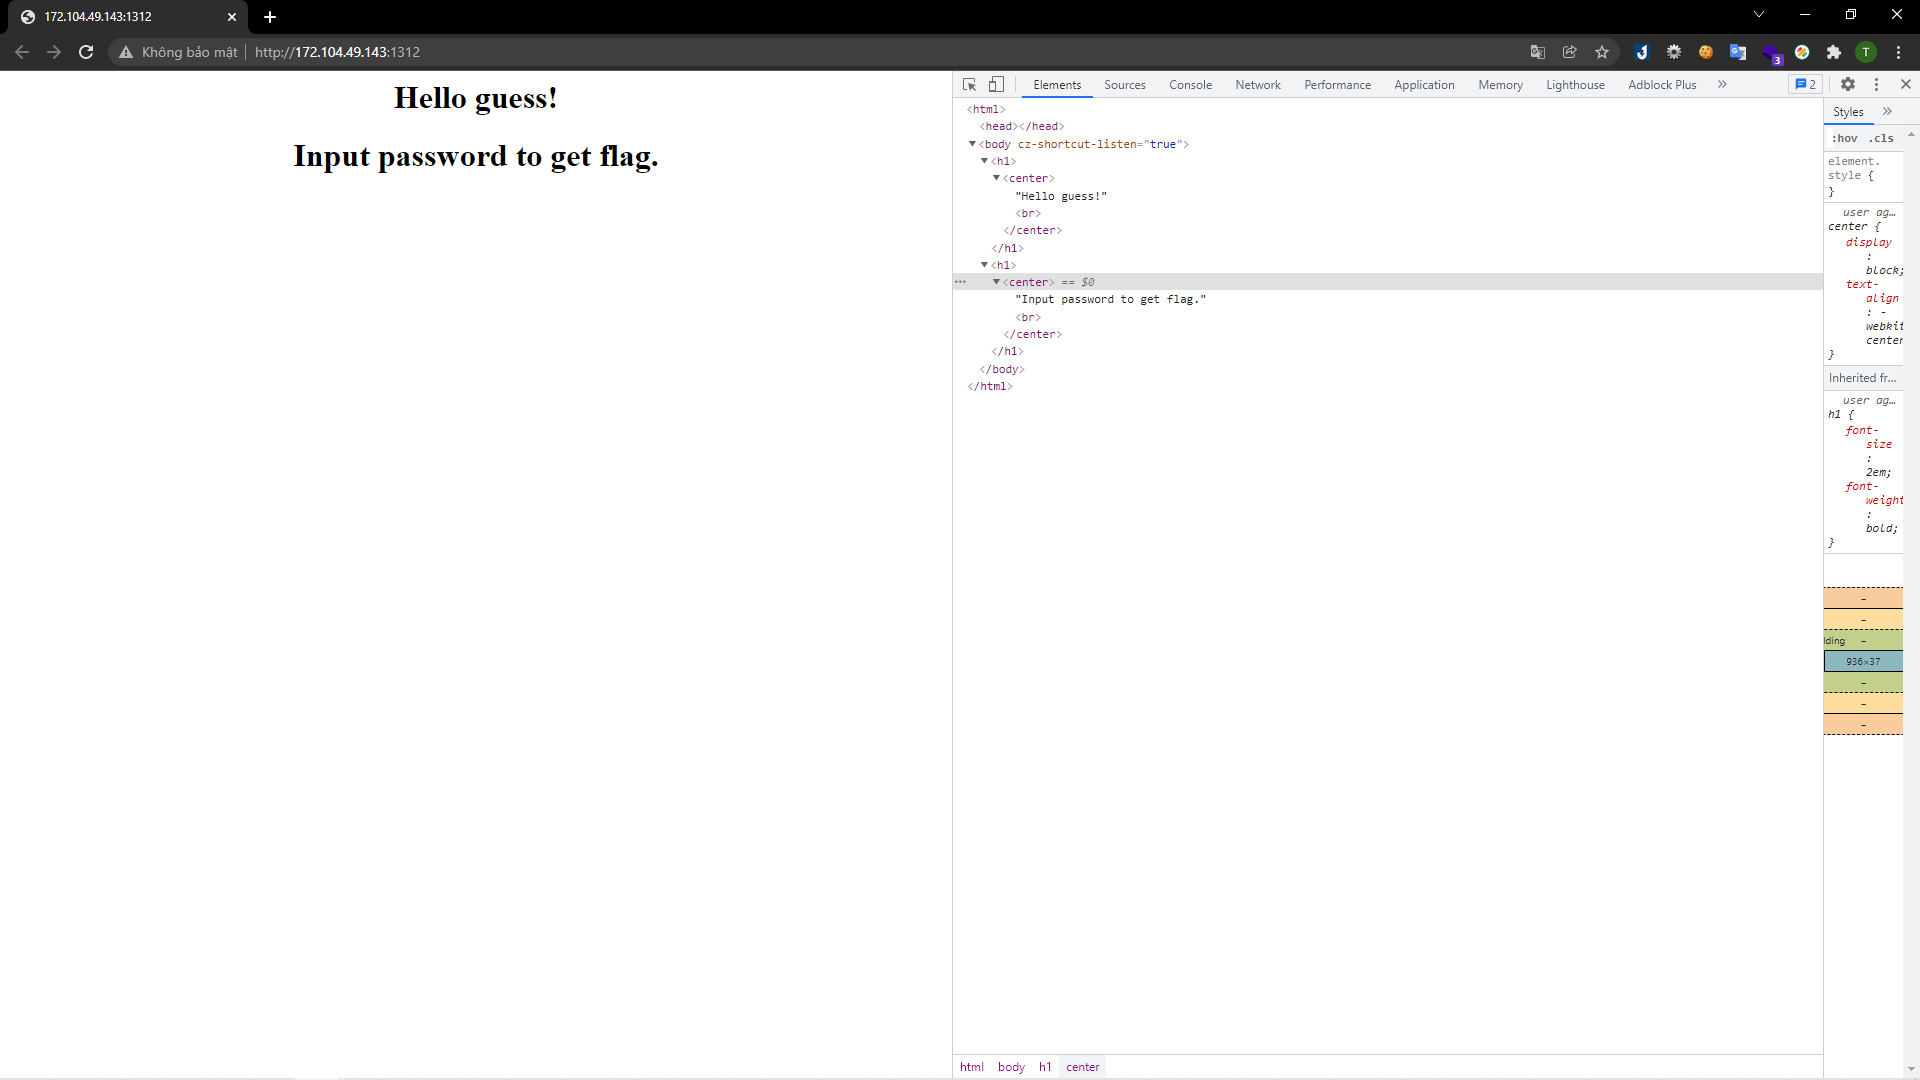 172.104.49.143:1312
Không bảo mật
http://172.104.49.143:1312
3
T
Hello guess!
Input password to get flag.
Elements Sources Console Network Performance Application Memory Lighthouse Adblock Plus 2
<html>
<head></head>
<body cz-shortcut-listen="true">
<h1>
<center>
"Hello guess!"
<br>
</center>
</h1>
<h1>
<center> == $0
"Input password to get flag."
<br>
</center>
</h1>
</body>
</html>
html body h1 center
Styles
:hov .cls
element.
style {
}
user ag…
center {
display
:
block;
text-
align
: -
webkit
center
}
Inherited fr…
user ag…
h1 {
font-
size
:
2em;
font-
weight
:
bold;
}
–
–
lding –
936×37
–
–
–